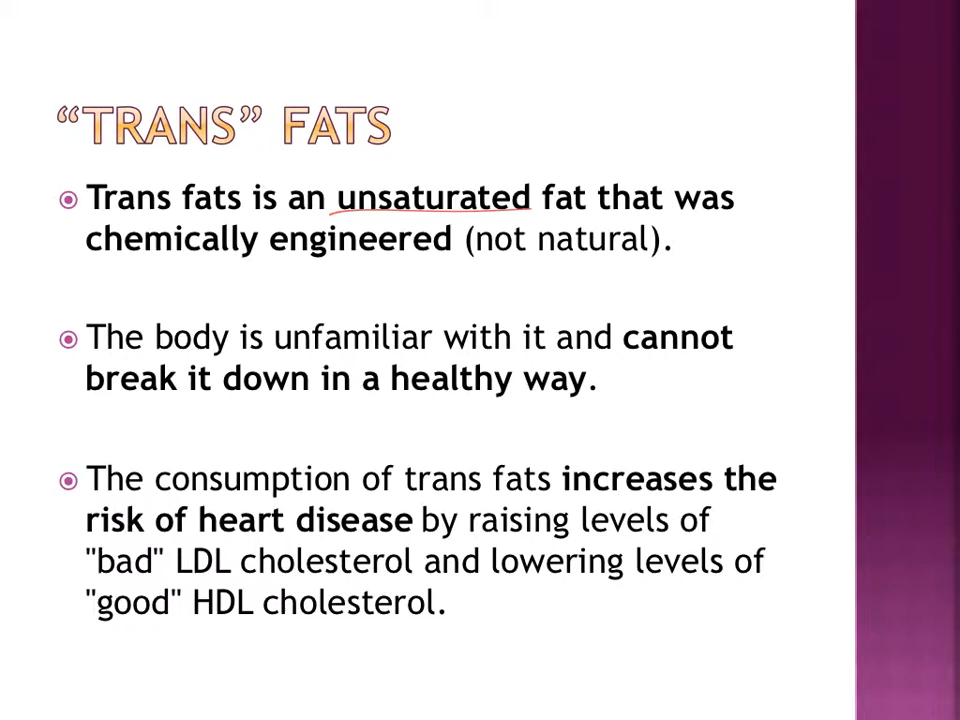 “TRANS” FATS
Trans fats is an unsaturated fat that was
chemically engineered (not natural).
The body is unfamiliar with it and cannot
break it down in a healthy way.
The consumption of trans fats increases the
risk of heart disease by raising levels of
"bad" LDL cholesterol and lowering levels of
"good" HDL cholesterol.